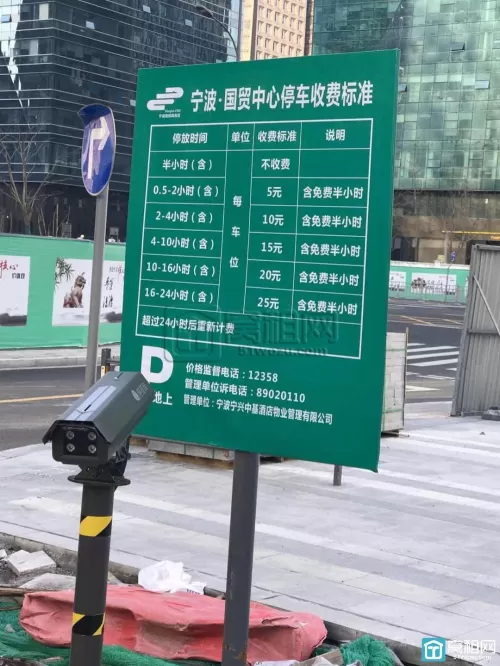 宁波·国贸中心停车收费标准
停放时间 单位 收费标准 说明
半小时(含) 每车位 不收费
0.5-2小时(含) 5元 含免费半小时
2-4小时(含) 10元 含免费半小时
4-10小时(含) 15元 含免费半小时
10-16小时(含) 20元 含免费半小时
16-24小时(含) 25元 含免费半小时
超过24小时后重新计费
P
地上
价格监督电话：12358
管理单位诉电话：89020110
管理单位：宁波宁兴中基酒店物业管理有限公司